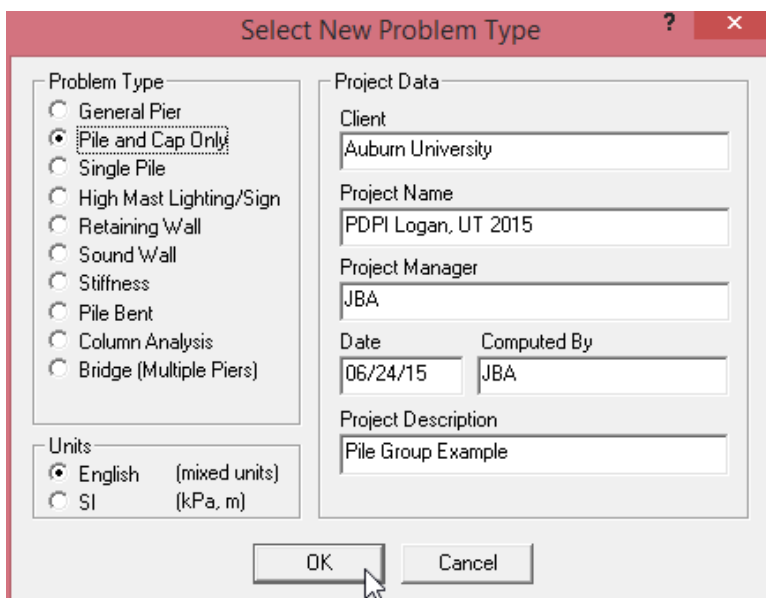 Select New Problem Type
?
×
Problem Type
General Pier
Pile and Cap Only
Single Pile
High Mast Lighting/Sign
Retaining Wall
Sound Wall
Stiffness
Pile Bent
Column Analysis
Bridge (Multiple Piers)
Units
English (mixed units)
SI (kPa, m)
Project Data
Client
Auburn University
Project Name
PDPI Logan, UT 2015
Project Manager
JBA
Date Computed By
06/24/15 JBA
Project Description
Pile Group Example
OK Cancel